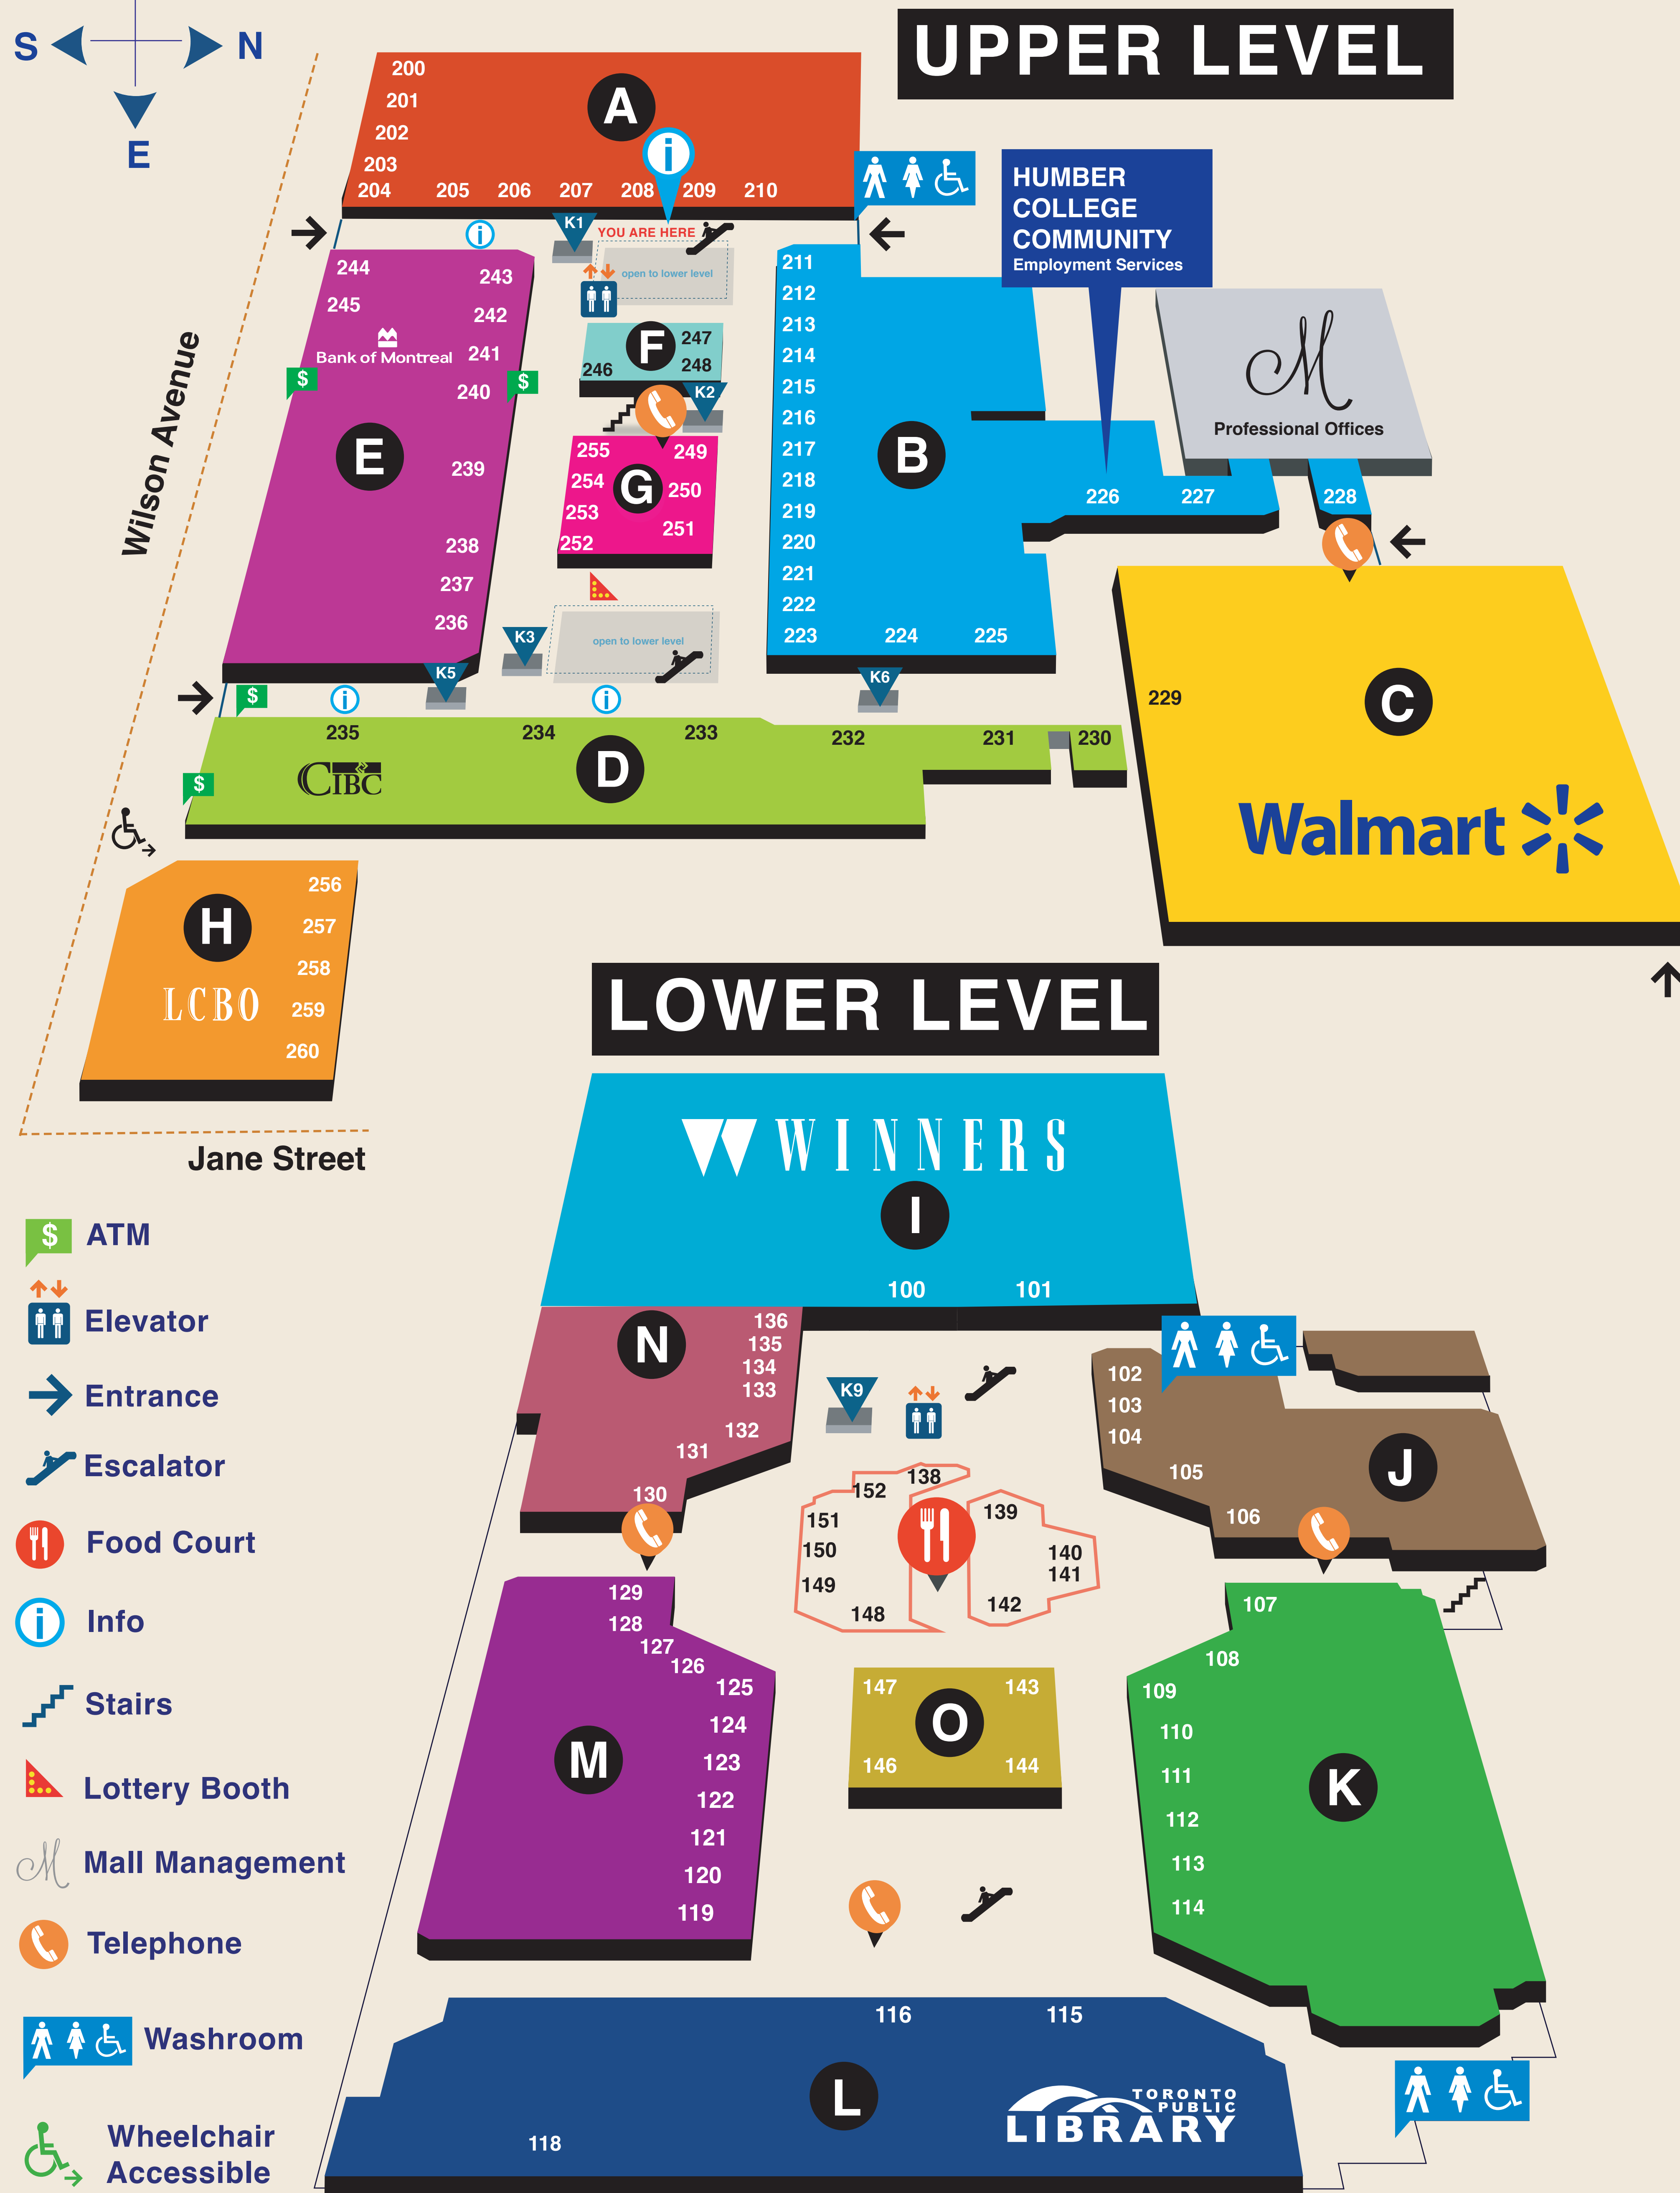 S
N
E
UPPER LEVEL
200
201
202
203
204 205 206 207 208 209 210
A
i
HUMBER
COLLEGE
COMMUNITY
Employment Services
i
K1
YOU ARE HERE
open to lower level
244
245
243
242
241
240
239
238
237
236
Bank of Montreal
$
$
E
F
246
247
248
K2
255
254
253
252
G
249
250
251
211
212
213
214
215
216
217
218
219
220
221
222
223 224 225
B
226 227 228
M
Professional Offices
Wilson Avenue
K3
open to lower level
K5
K6
$
i
i
235 234 233 232 231 230
CIBC
D
$
229
C
Walmart
H
LCBO
256
257
258
259
260
Jane Street
LOWER LEVEL
WINNERS
I
100 101
N
136
135
134
133
132
131
130
K9
102
103
104
105
106
J
138
152
151
150
149
148
139
140
141
142
129
128
127
126
125
124
123
122
121
120
119
M
147 143
O
146 144
107
108
109
110
111
112
113
114
K
116 115
L
118
TORONTO
PUBLIC
LIBRARY
$ ATM
Elevator
Entrance
Escalator
Food Court
i Info
Stairs
Lottery Booth
M Mall Management
Telephone
Washroom
Wheelchair
Accessible